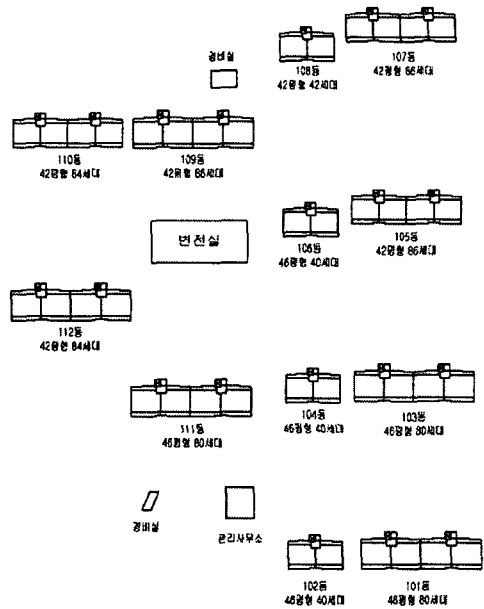 107동
42평형 86세대
경비실
108동
42평형 42세대
110동
42평형 84세대
109동
42평형 86세대
변전실
106동
46평형 40세대
105동
42평형 86세대
112동
42평형 84세대
111동
46평형 80세대
104동
46평형 40세대
103동
46평형 80세대
경비실
관리사무소
102동
46평형 40세대
101동
46평형 80세대